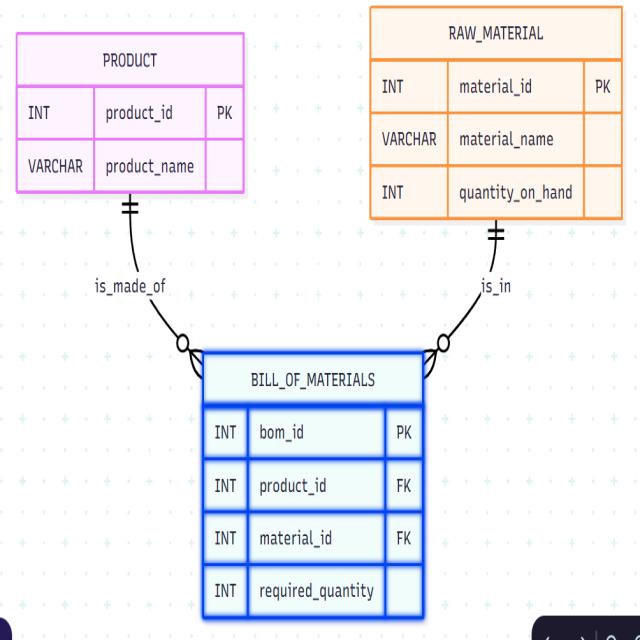 PRODUCT
INT product_id PK
VARCHAR product_name
RAW_MATERIAL
INT material_id PK
VARCHAR material_name
INT quantity_on_hand
is_made_of
is_in
BILL_OF_MATERIALS
INT bom_id PK
INT product_id FK
INT material_id FK
INT required_quantity